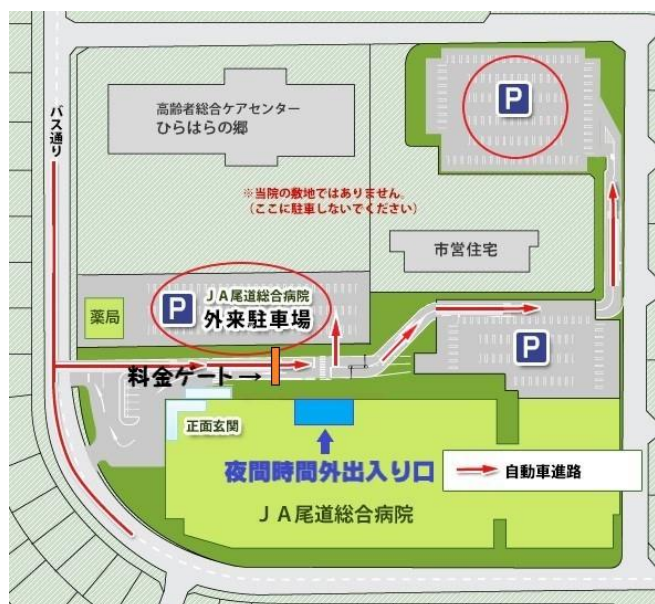 バス通り
高齢者総合ケアセンター
ひらはらの郷
P
※当院の敷地ではありません。
(ここに駐車しないでください)
市営住宅
薬局
P
JA尾道総合病院
外来駐車場
P
料金ゲート→
正面玄関
夜間時間外出入り口
自動車進路
JA尾道総合病院